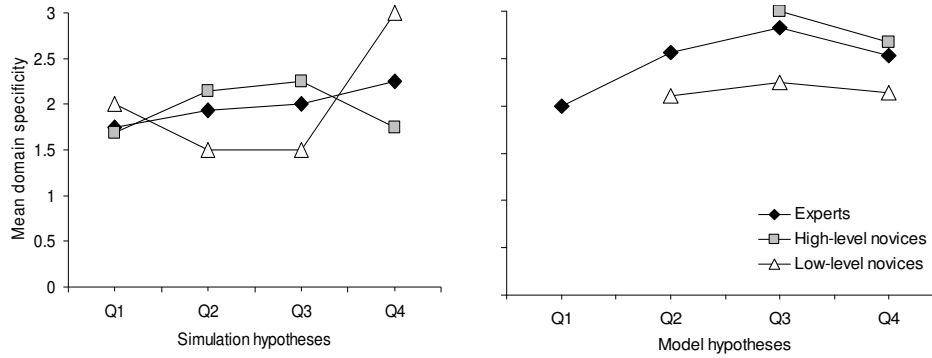 Mean domain specificity
3
2.5
2
1.5
1
0.5
0
Q1 Q2 Q3 Q4
Simulation hypotheses
Experts
High-level novices
Low-level novices
Q1 Q2 Q3 Q4
Model hypotheses